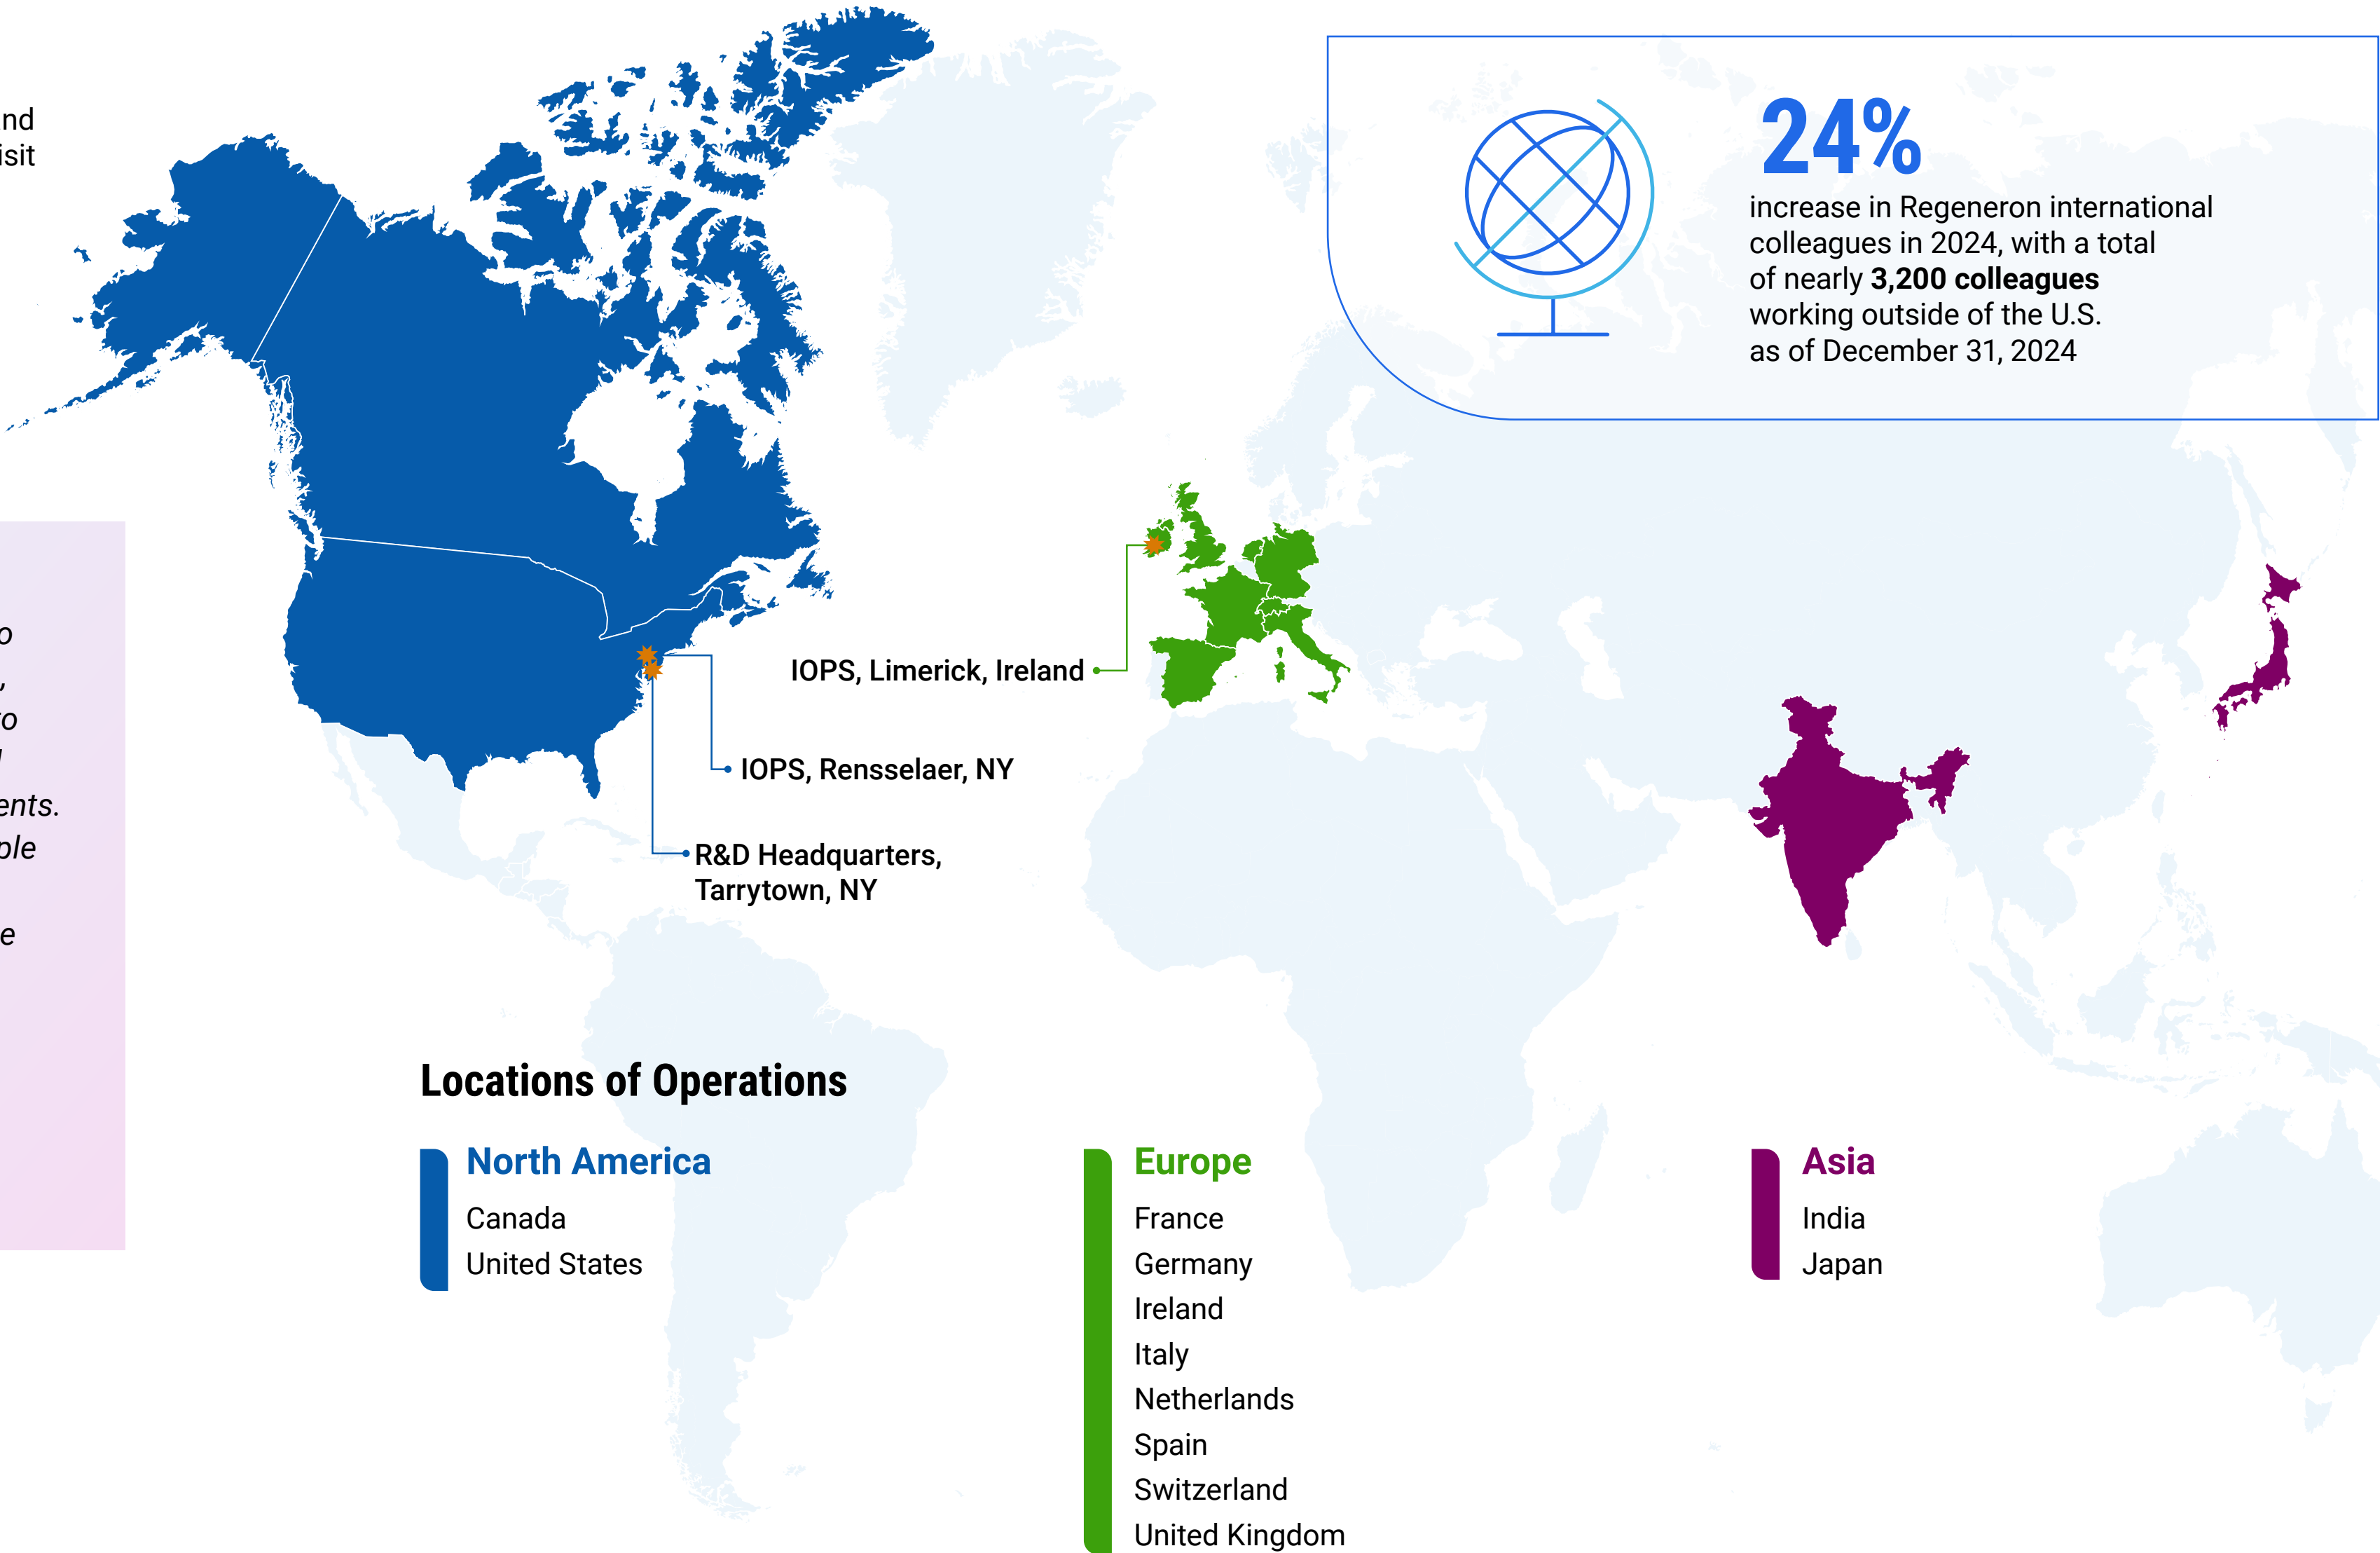 24%
increase in Regeneron international
colleagues in 2024, with a total
of nearly 3,200 colleagues
working outside of the U.S.
as of December 31, 2024
IOPS, Limerick, Ireland
IOPS, Rensselaer, NY
R&D Headquarters,
Tarrytown, NY
Locations of Operations
North America
Canada
United States
Europe
France
Germany
Ireland
Italy
Netherlands
Spain
Switzerland
United Kingdom
Asia
India
Japan